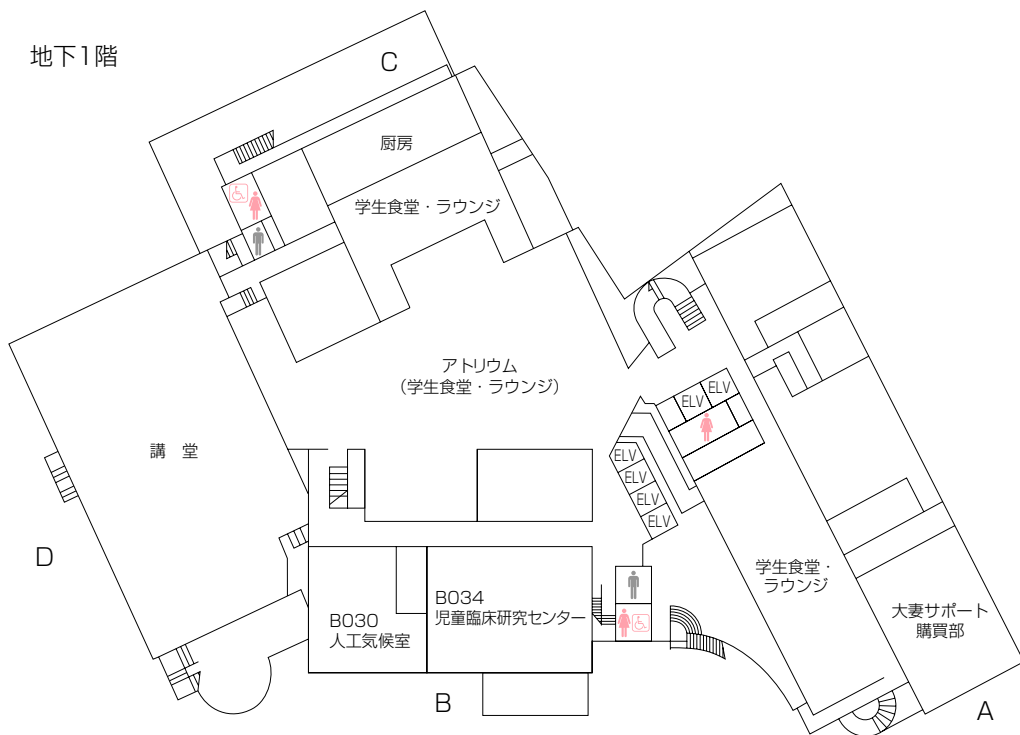 地下1階
C
厨房
学生食堂・ラウンジ
アトリウム
（学生食堂・ラウンジ）
ELV
ELV
講 堂
ELV
ELV
ELV
ELV
D
学生食堂・
ラウンジ
B034
児童臨床研究センター
B030
人工気候室
大妻サポート
購買部
B
A